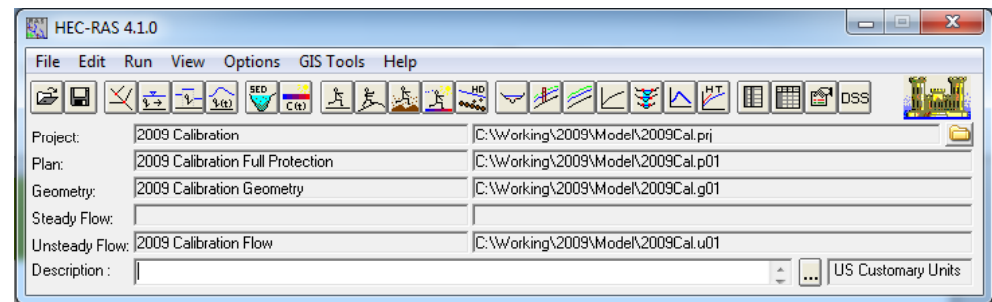 HEC-RAS 4.1.0
File Edit Run View Options GIS Tools Help
SED C(t) HD HT DSS
Project: 2009 Calibration C:\Working\2009\Model\2009Cal.prj
Plan: 2009 Calibration Full Protection C:\Working\2009\Model\2009Cal.p01
Geometry: 2009 Calibration Geometry C:\Working\2009\Model\2009Cal.g01
Steady Flow:
Unsteady Flow: 2009 Calibration Flow C:\Working\2009\Model\2009Cal.u01
Description : ... US Customary Units